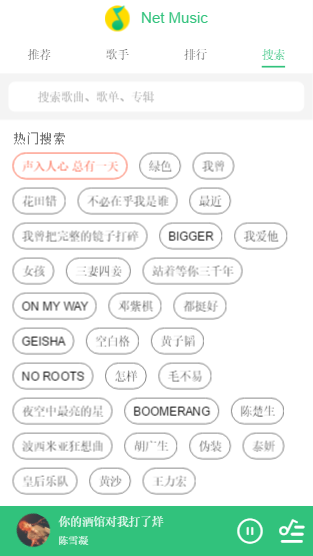 Net Music
推荐 歌手 排行 搜索
搜索歌曲、歌单、专辑
热门搜索
声入人心 总有一天 绿色 我曾
花田错 不必在乎我是谁 最近
我曾把完整的镜子打碎 BIGGER 我爱他
女孩 三妻四妾 站着等你三千年
ON MY WAY 邓紫棋 都挺好
GEISHA 空白格 黄子韬
NO ROOTS 怎样 毛不易
夜空中最亮的星 BOOMERANG 陈楚生
波西米亚狂想曲 胡广生 伪装 秦妍
皇后乐队 黄沙 王力宏
你的酒馆对我打了烊
陈雪凝